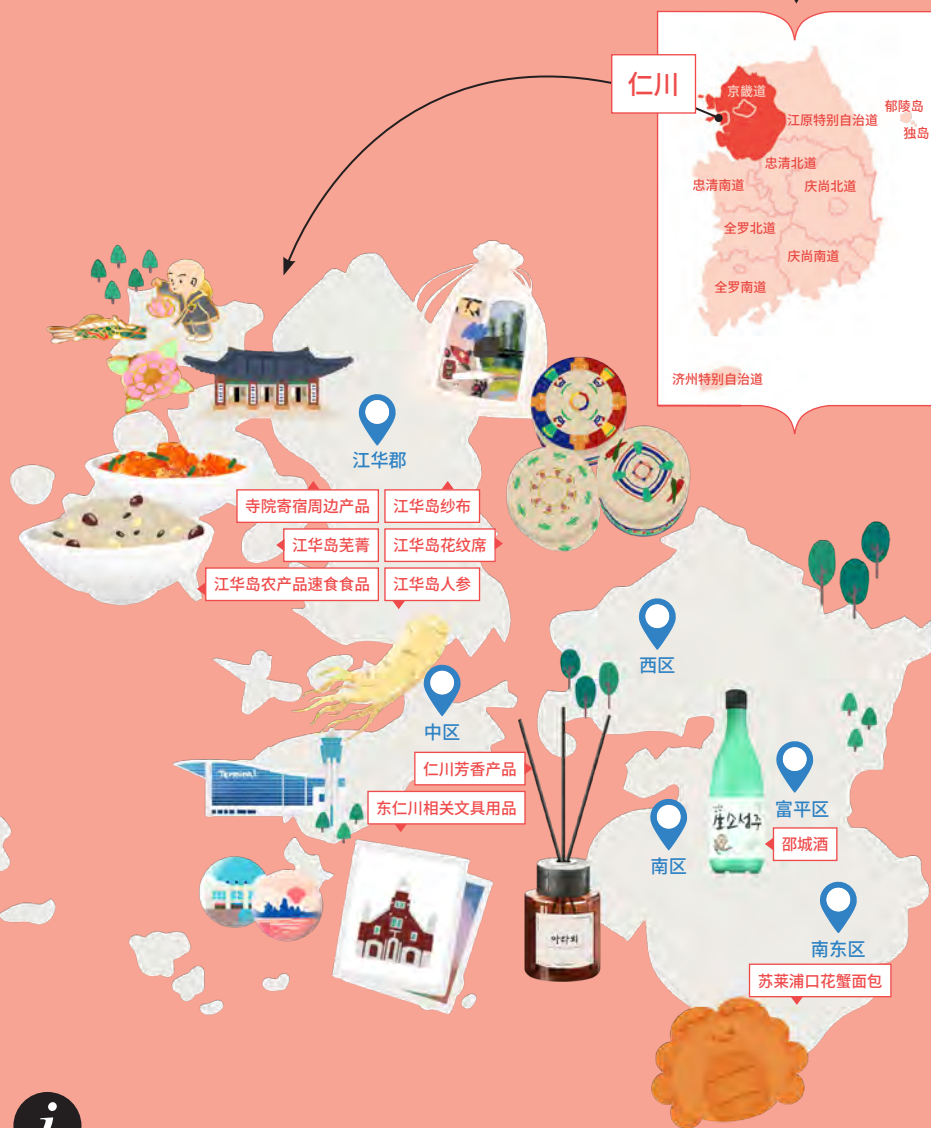 仁川
京畿道
江原特别自治道
郁陵岛
独岛
忠清北道
忠清南道
庆尚北道
全罗北道
庆尚南道
全罗南道
济州特别自治道
江华郡
寺院寄宿周边产品
江华岛纱布
江华岛芜菁
江华岛花纹席
江华岛农产品速食食品
江华岛人参
西区
中区
Terminal
仁川芳香产品
东仁川相关文具用品
富平区
소성주
邵城酒
南区
南东区
苏莱浦口花蟹面包
i